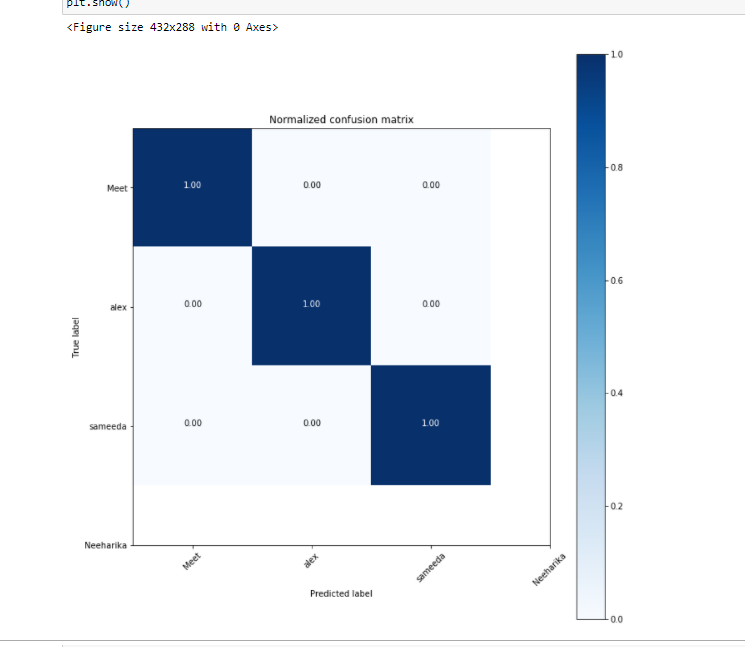 plt.show()
<Figure size 432x288 with 0 Axes>
Normalized confusion matrix
1.0
0.8
0.6
0.4
0.2
0.0
True label
Meet
1.00 0.00 0.00
alex
0.00 1.00 0.00
sameeda
0.00 0.00 1.00
Neeharika
Meet alex sameeda Neeharika
Predicted label